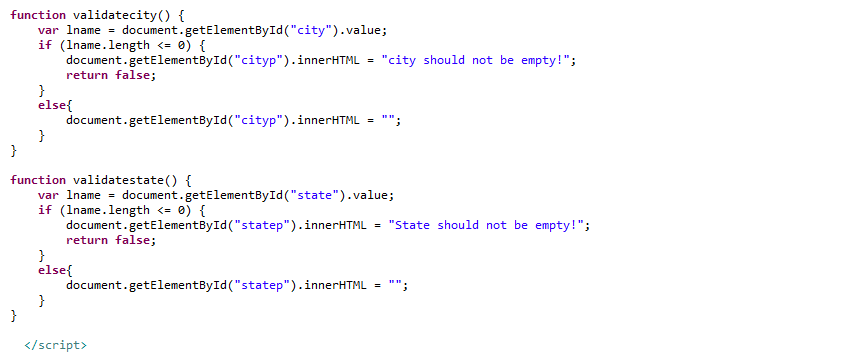 function validatecity() {
    var lname = document.getElementById("city").value;
    if (lname.length <= 0) {
        document.getElementById("cityp").innerHTML = "city should not be empty!";
        return false;
    }
    else{
        document.getElementById("cityp").innerHTML = "";
    }
}

function validatestate() {
    var lname = document.getElementById("state").value;
    if (lname.length <= 0) {
        document.getElementById("statep").innerHTML = "State should not be empty!";
        return false;
    }
    else{
        document.getElementById("statep").innerHTML = "";
    }
}

  </script>